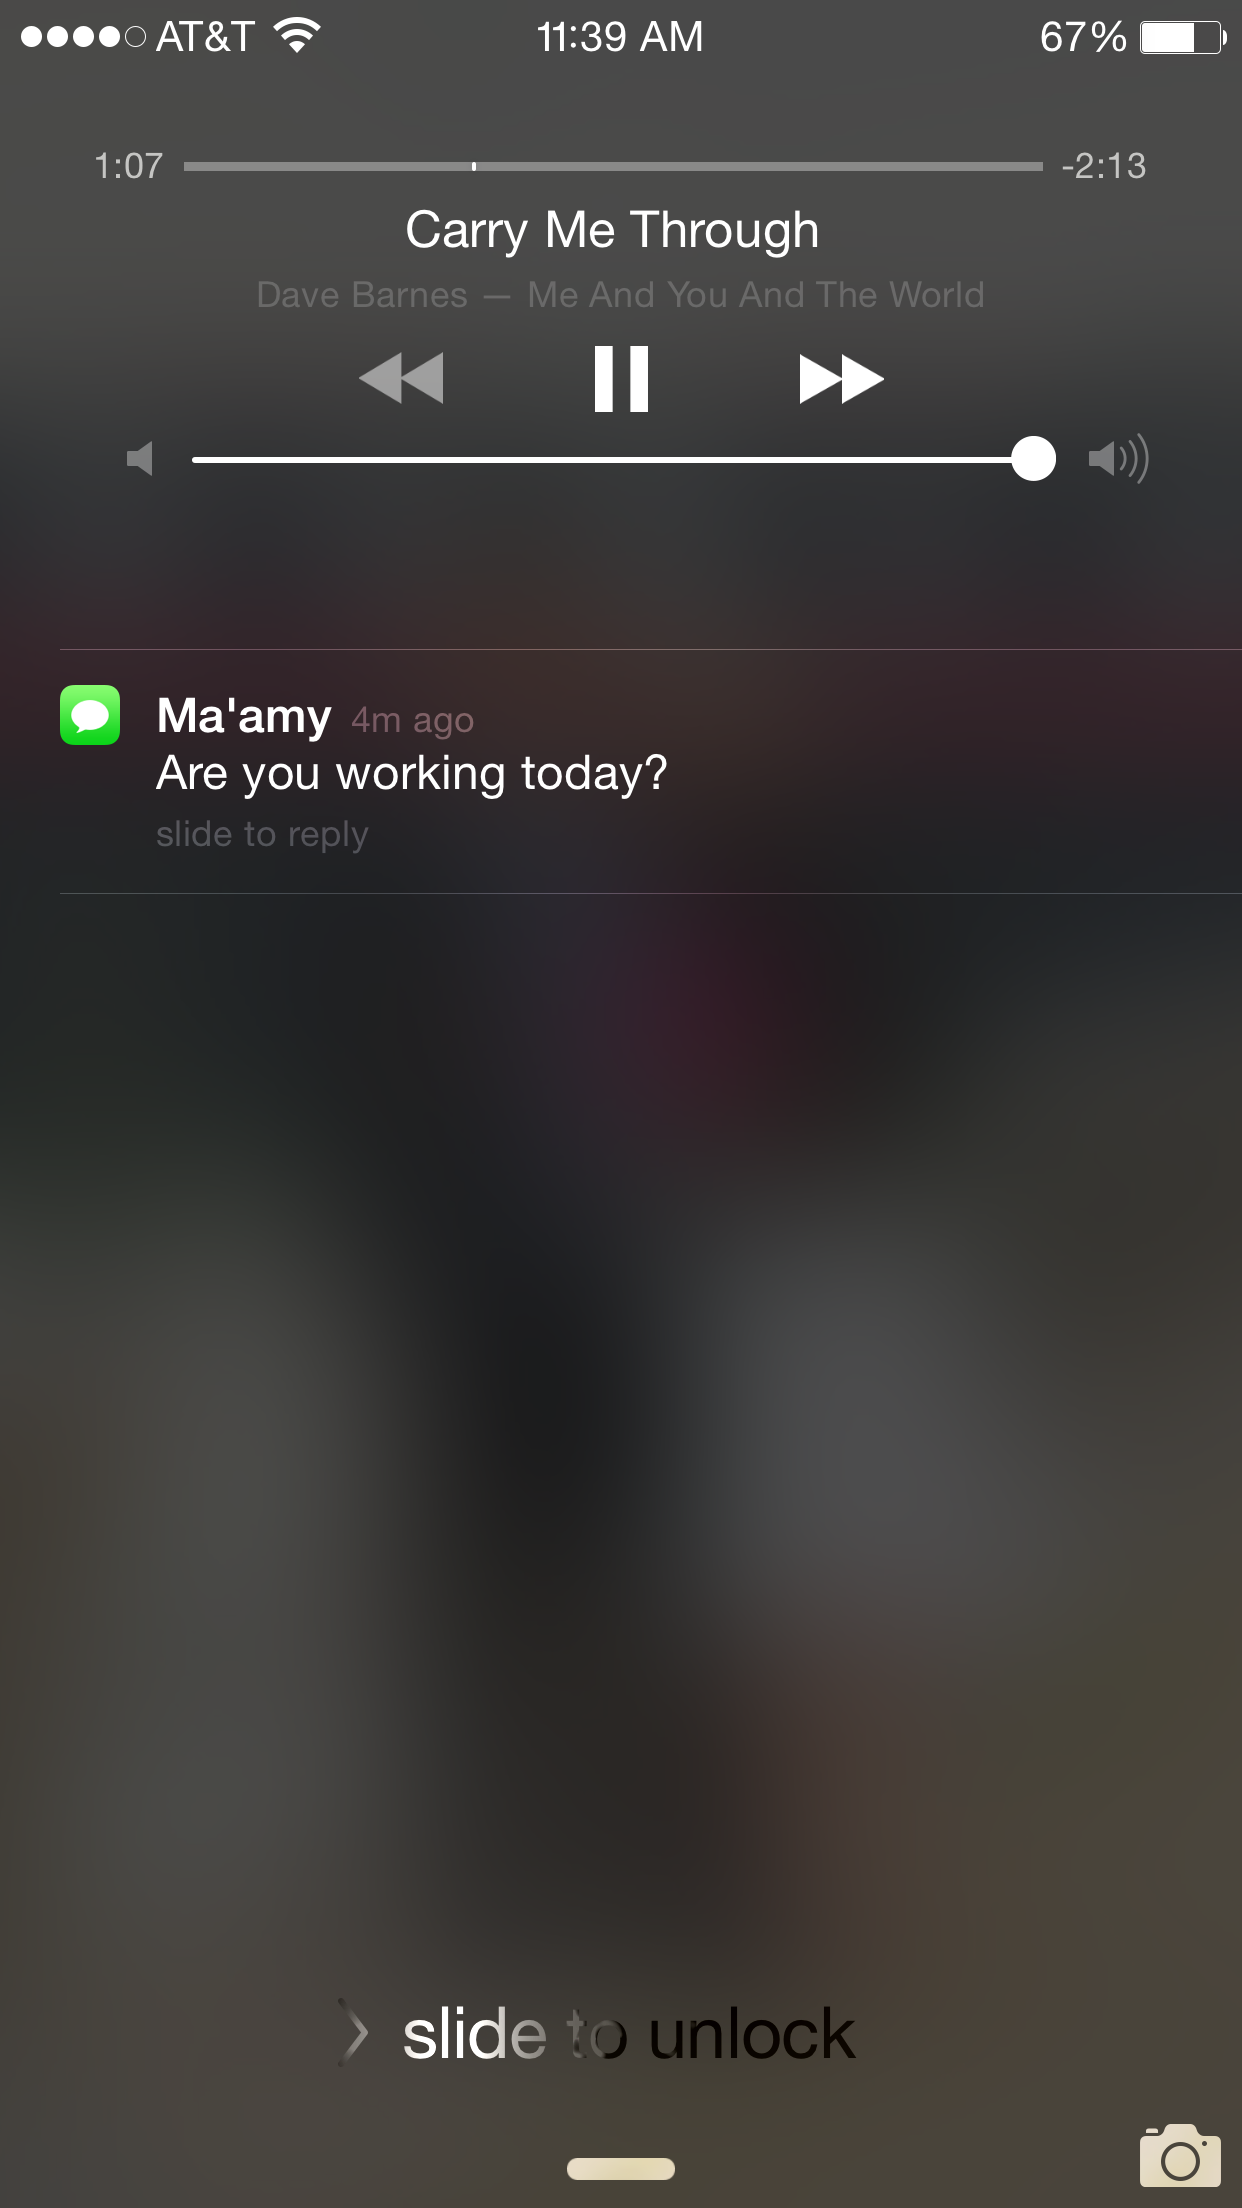 AT&T 11:39 AM 67%
1:07 -2:13
Carry Me Through
Dave Barnes — Me And You And The World
Ma'amy 4m ago
Are you working today?
slide to reply
slide to unlock